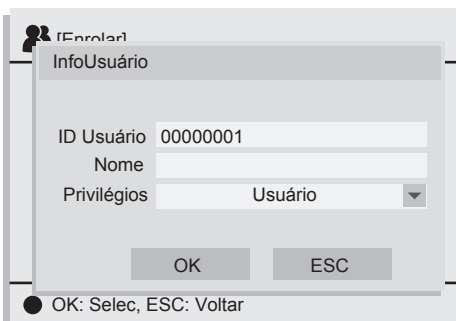 [Enrolar]
InfoUsuário
ID Usuário 00000001
Nome
Privilégios Usuário
OK ESC
OK: Selec, ESC: Voltar